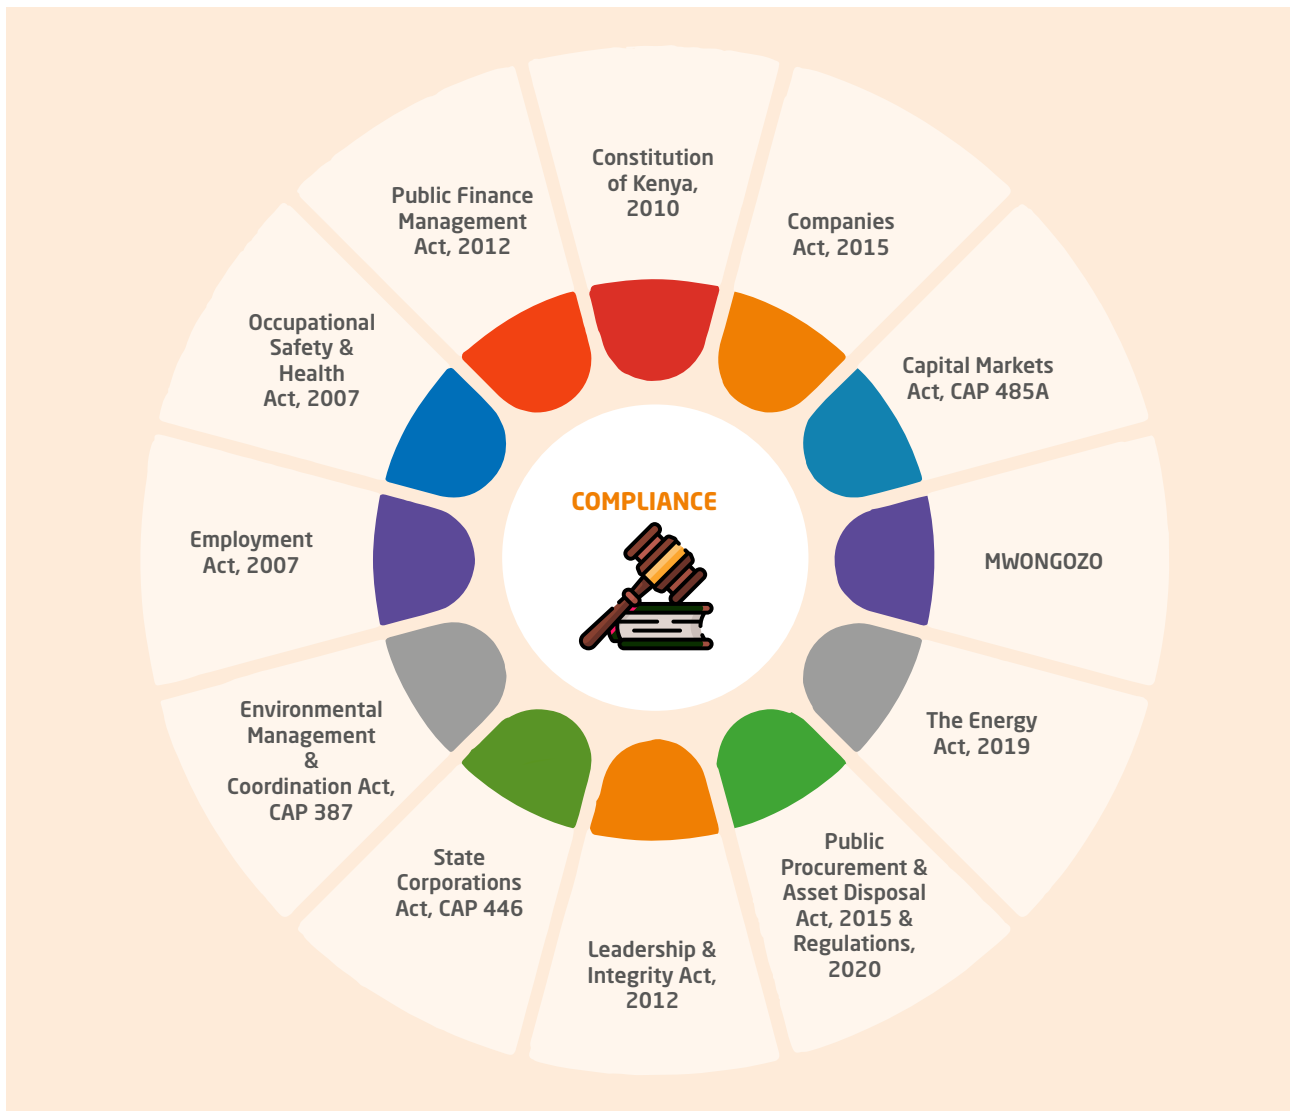 Constitution
of Kenya,
2010
Companies
Act, 2015
Capital Markets
Act, CAP 485A
MWONGOZO
The Energy
Act, 2019
Public
Procurement &
Asset Disposal
Act, 2015 &
Regulations,
2020
Leadership &
Integrity Act,
2012
State
Corporations
Act, CAP 446
Environmental
Management
&
Coordination Act,
CAP 387
Employment
Act, 2007
Occupational
Safety &
Health
Act, 2007
Public Finance
Management
Act, 2012
COMPLIANCE